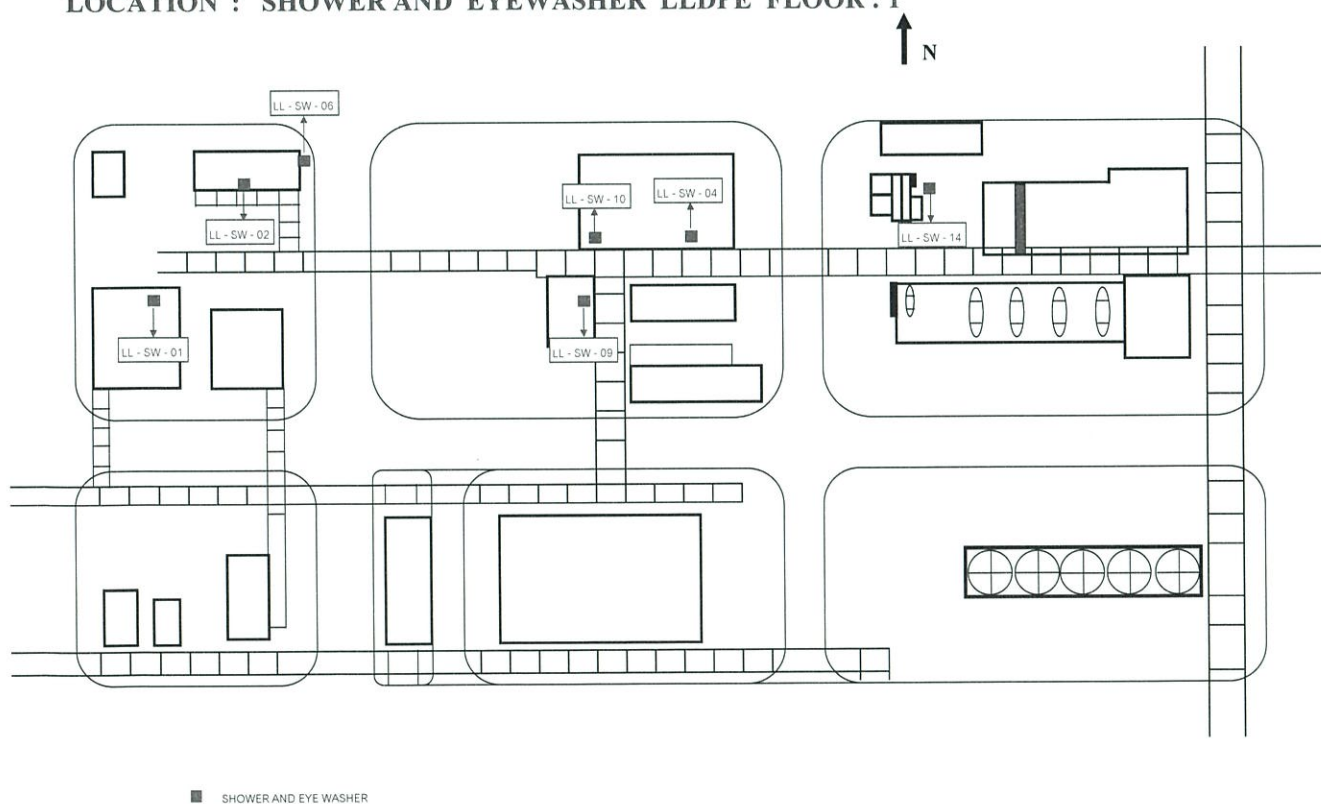 LOCATION : SHOWER AND EYEWASHER LLDPE FLOOR : 1
N
LL - SW - 06
LL - SW - 10
LL - SW - 04
LL - SW - 02
LL - SW - 14
LL - SW - 01
LL - SW - 09
SHOWER AND EYE WASHER